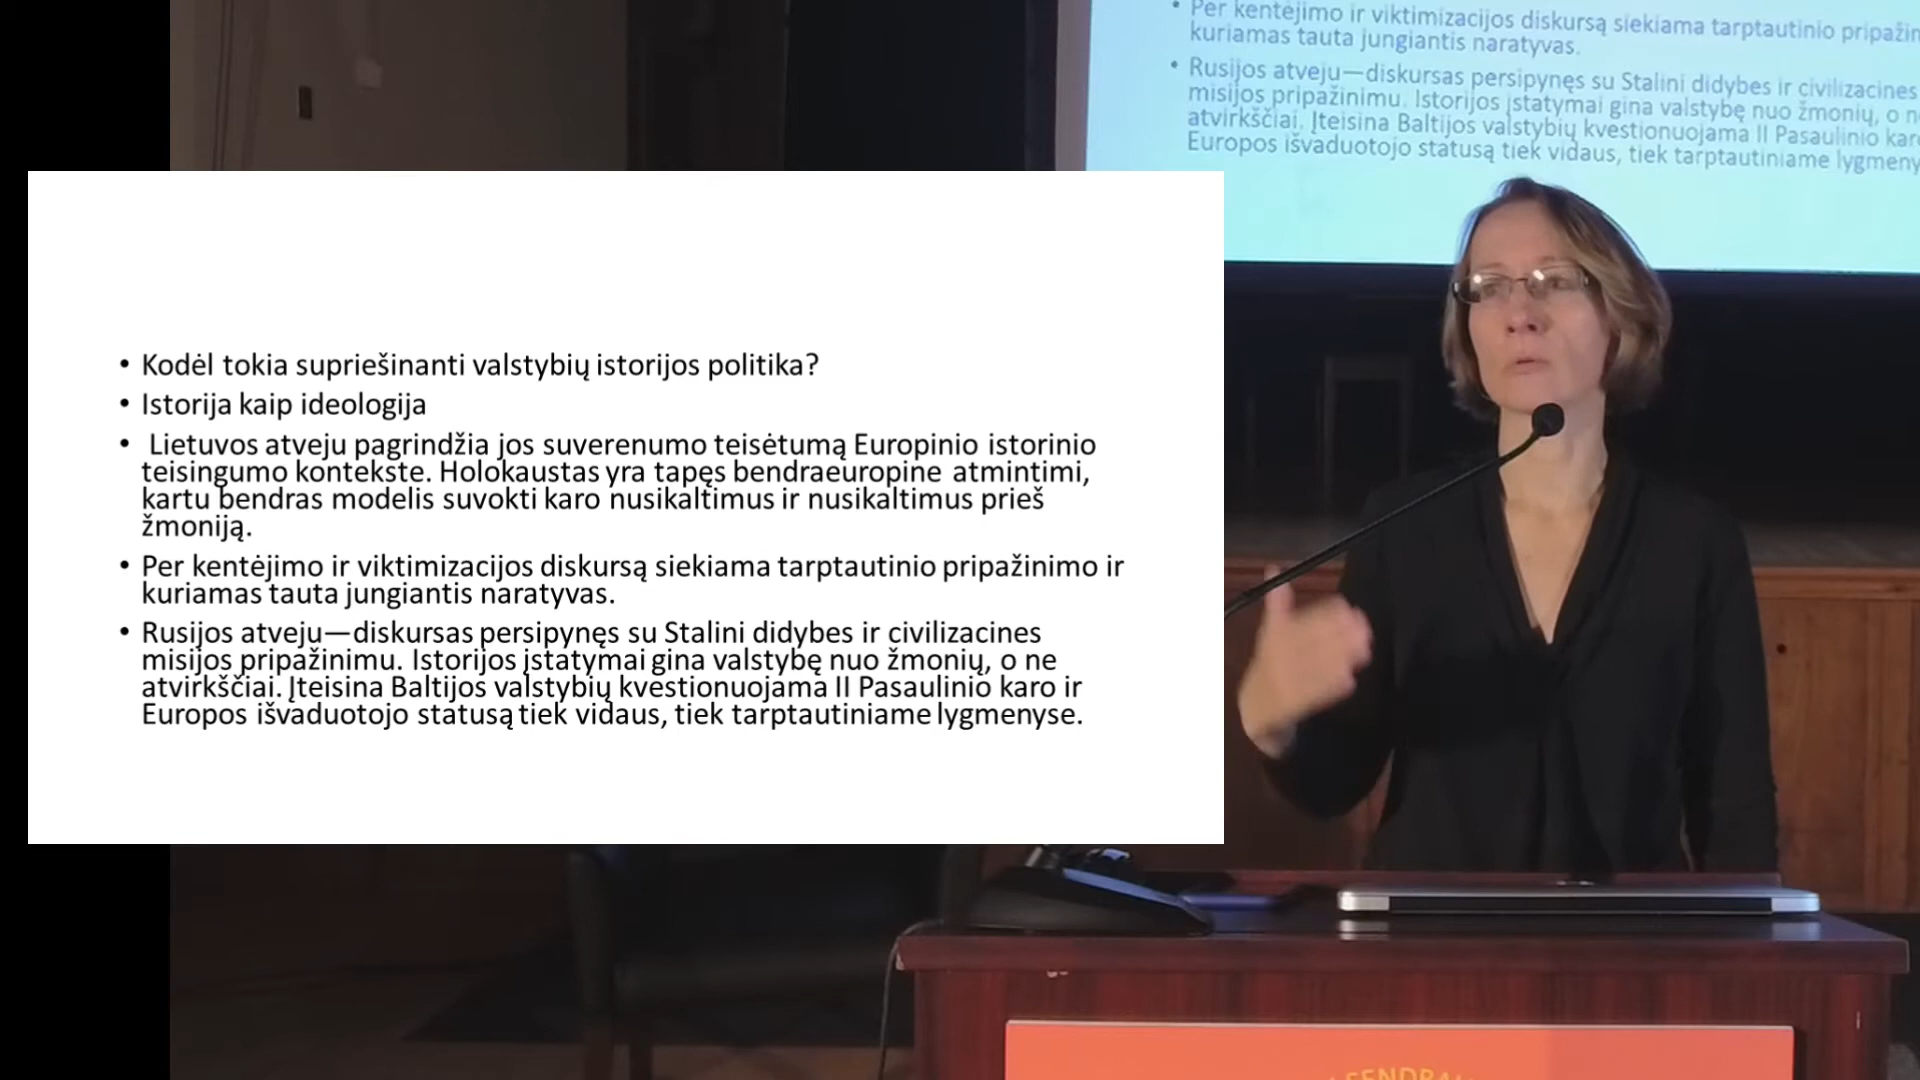 Per kentėjimo ir viktimizacijos diskursą siekiama tarptautinio
kuriamas tauta jungiantis naratyvas.
Rusijos atveju—diskursas persipynęs su Stalini didybes ir civilizacines
misijos pripažinimu. Istorijos įstatymai gina valstybę nuo žmonių, o
atvirkščiai. Įteisina Baltijos valstybių kvestionuojama II Pasaulinio
Europos išvaduotojo statusą tiek vidaus, tiek tarptautiniame
• Kodėl tokia supriešinanti valstybių istorijos politika?
• Istorija kaip ideologija
• Lietuvos atveju pagrindžia jos suverenumo teisėtumą Europinio istorinio
teisingumo kontekste. Holokaustas yra tapęs bendraeuropine atmintimi,
kartu bendras modelis suvokti karo nusikaltimus ir nusikaltimus prieš
žmoniją.
• Per kentėjimo ir viktimizacijos diskursą siekiama tarptautinio pripažinimo ir
kuriamas tauta jungiantis naratyvas.
• Rusijos atveju—diskursas persipynęs su Stalini didybes ir civilizacines
misijos pripažinimu. Istorijos įstatymai gina valstybę nuo žmonių, o ne
atvirkščiai. Įteisina Baltijos valstybių kvestionuojama II Pasaulinio karo ir
Europos išvaduotojo statusą tiek vidaus, tiek tarptautiniame lygmenyse.